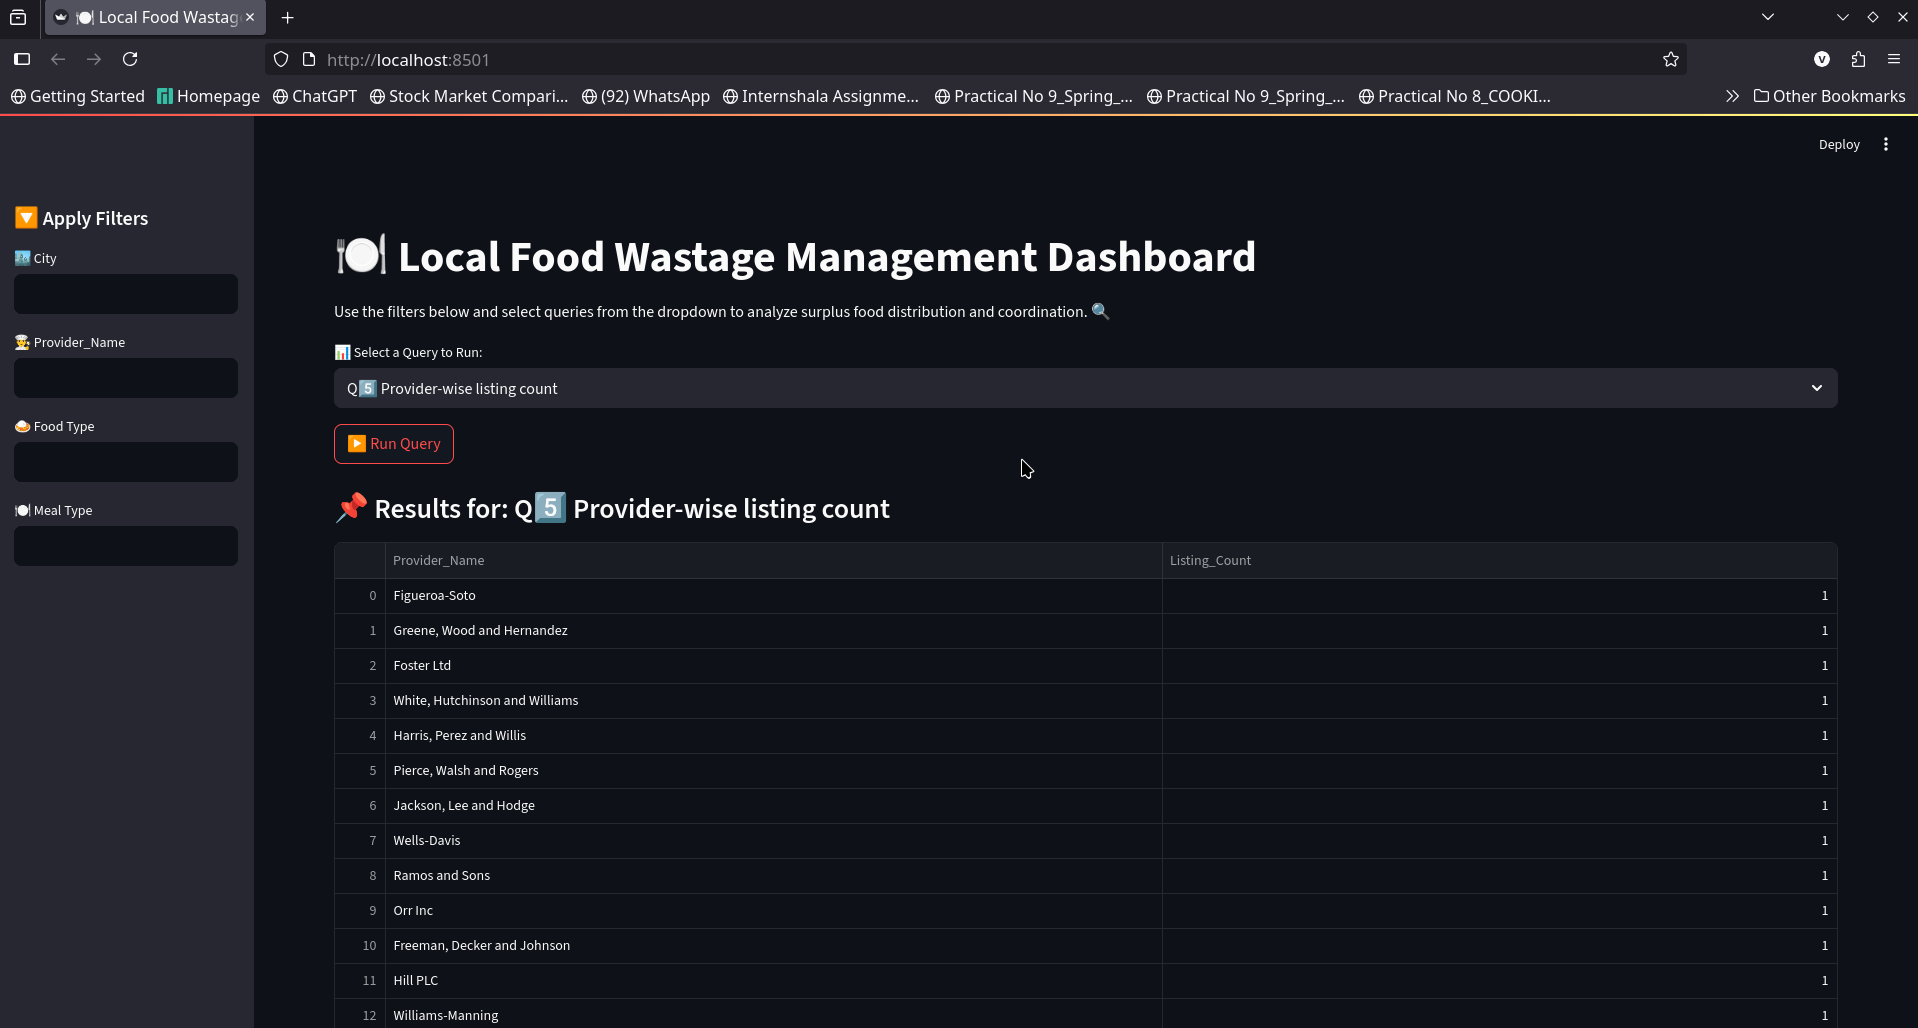 🍽️ Local Food Wastag
http://localhost:8501
Getting Started Homepage ChatGPT Stock Market Compari... (92) WhatsApp Internshala Assignme... Practical No 9_Spring_... Practical No 9_Spring_... Practical No 8_COOKI... Other Bookmarks
Deploy
🔽 Apply Filters
🏙️ City
👨‍🍳 Provider_Name
🍛 Food Type
🍽️ Meal Type
🍽️ Local Food Wastage Management Dashboard
Use the filters below and select queries from the dropdown to analyze surplus food distribution and coordination. 🔍
📊 Select a Query to Run:
Q5️⃣ Provider-wise listing count
▶️ Run Query
📌 Results for: Q5️⃣ Provider-wise listing count
Provider_Name Listing_Count
0 Figueroa-Soto 1
1 Greene, Wood and Hernandez 1
2 Foster Ltd 1
3 White, Hutchinson and Williams 1
4 Harris, Perez and Willis 1
5 Pierce, Walsh and Rogers 1
6 Jackson, Lee and Hodge 1
7 Wells-Davis 1
8 Ramos and Sons 1
9 Orr Inc 1
10 Freeman, Decker and Johnson 1
11 Hill PLC 1
12 Williams-Manning 1